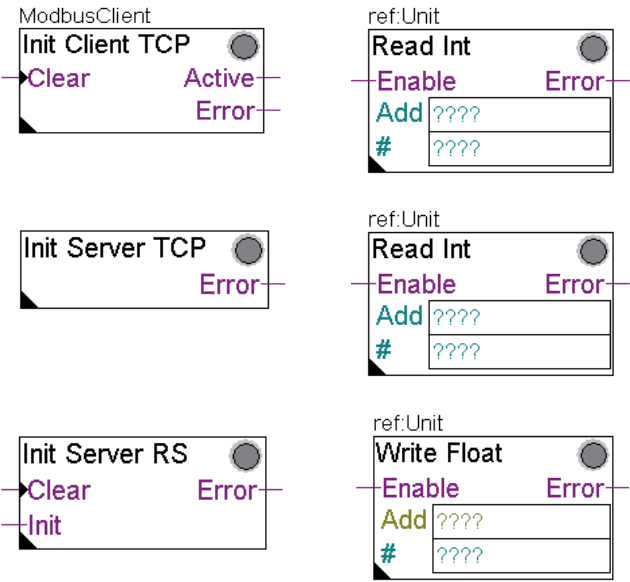 ModbusClient
Init Client TCP
Clear Active
Error
ref:Unit
Read Int
Enable Error
Add ????
# ????
Init Server TCP
Error
ref:Unit
Read Int
Enable Error
Add ????
# ????
Init Server RS
Clear Error
Init
ref:Unit
Write Float
Enable Error
Add ????
# ????